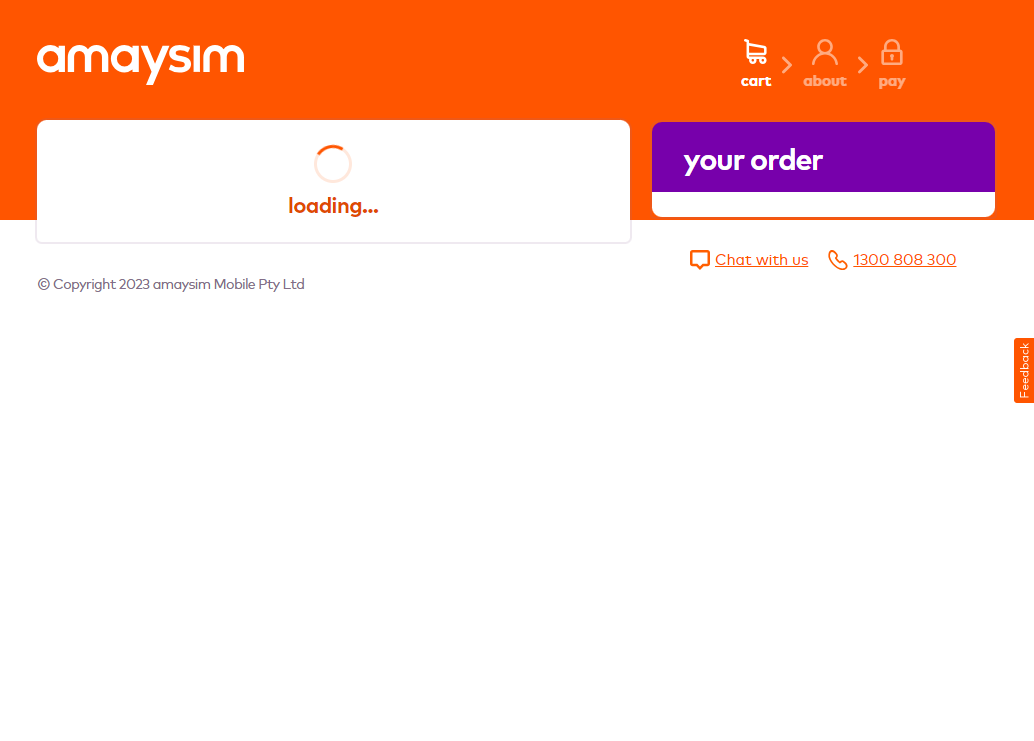 amaysim
cart about pay
loading...
your order
Chat with us 1300 808 300
© Copyright 2023 amaysim Mobile Pty Ltd
Feedback